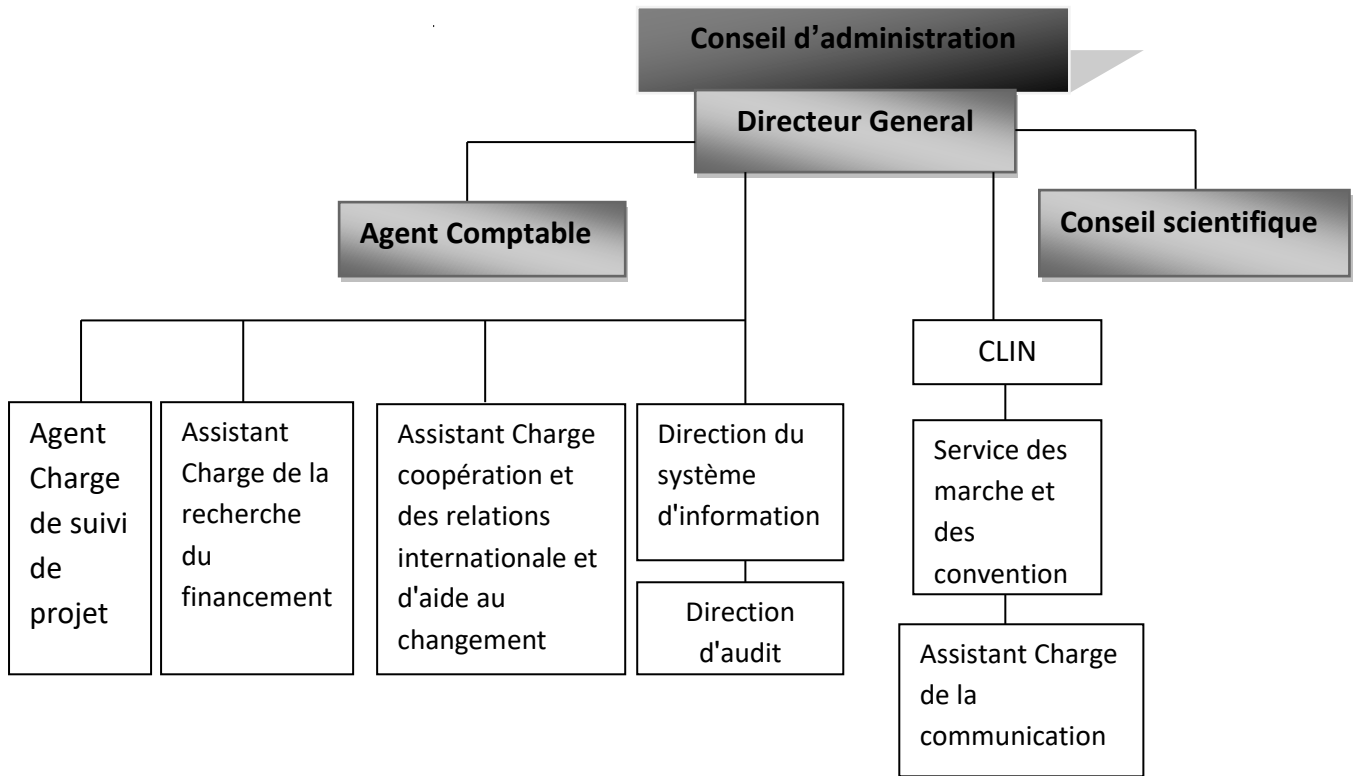 Conseil d’administration
Directeur General
Agent Comptable
Conseil scientifique
CLIN
Agent
Charge
de suivi
de
projet
Assistant
Charge de la
recherche
du
financement
Assistant Charge
coopération et
des relations
internationale et
d'aide au
changement
Direction du
système
d'information
Direction
d'audit
Service des
marche et
des
convention
Assistant Charge
de la
communication